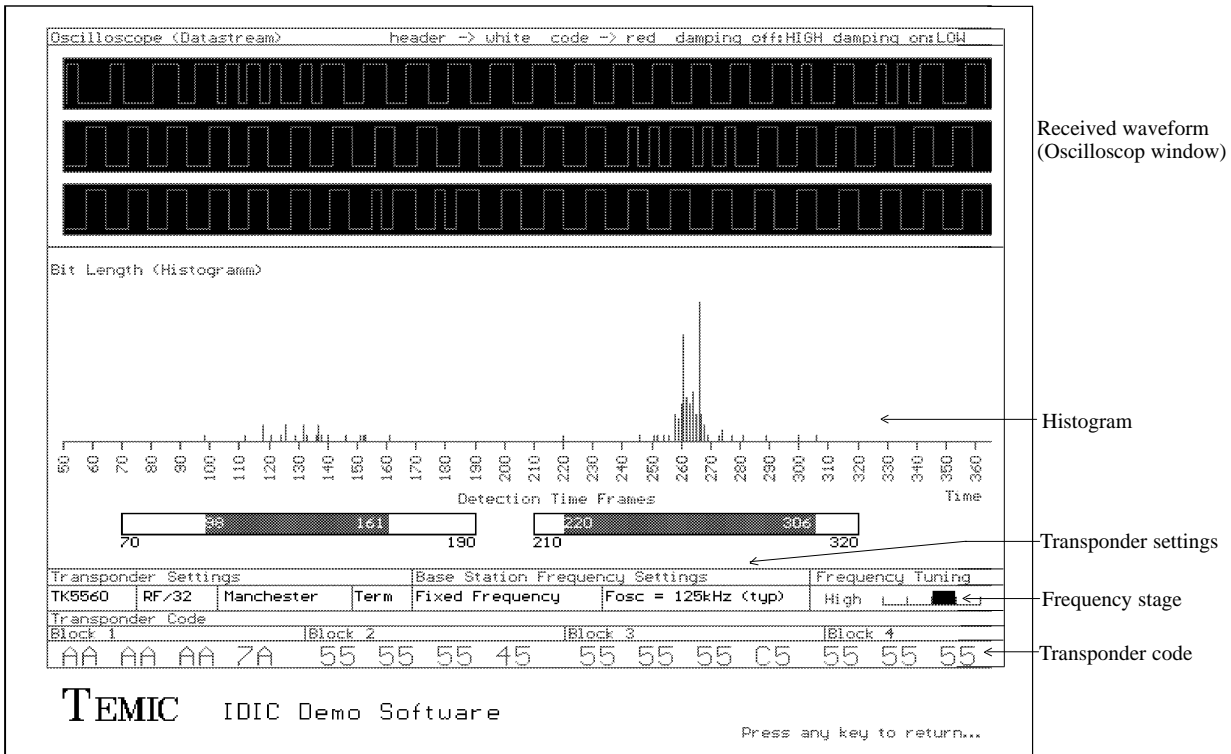 Oscilloscope (Datastream) header -> white code -> red damping off:HIGH damping on:LOW
Received waveform
(Oscilloscop window)
Bit Length (Histogramm)
Histogram
50 60 70 80 90 100 110 120 130 140 150 160 170 180 190 200 210 220 230 240 250 260 270 280 290 300 310 320 330 340 350 360
Detection Time Frames Time
98 161 220 306
70 190 210 320
Transponder settings
Transponder Settings Base Station Frequency Settings Frequency Tuning
TK5560 RF/32 Manchester Term Fixed Frequency Fosc = 125kHz (typ) High
Frequency stage
Transponder Code
Block 1 Block 2 Block 3 Block 4
AA AA AA 7A 55 55 55 45 55 55 55 C5 55 55 55
Transponder code
TEMIC IDIC Demo Software
Press any key to return...